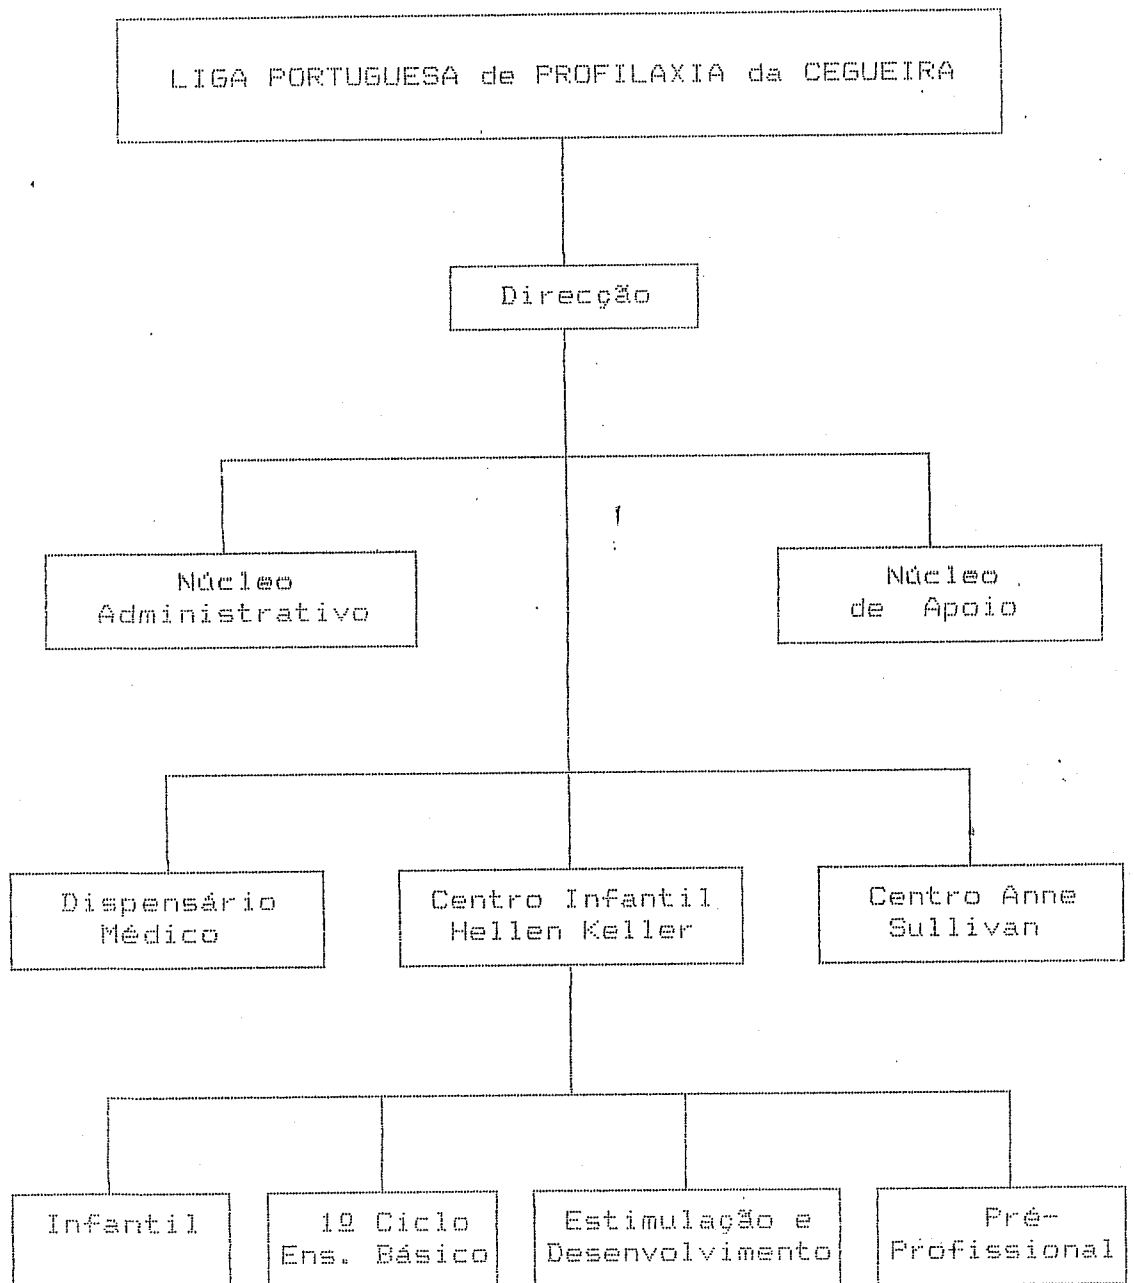 LIGA PORTUGUESA de PROFILAXIA da CEGUEIRA
Direcção
Núcleo
Administrativo
Núcleo
de Apoio
Dispensário
Médico
Centro Infantil
Hellen Keller
Centro Anne
Sullivan
Infantil
1º Ciclo
Ens. Básico
Estimulação e
Desenvolvimento
Pré-
Profissional